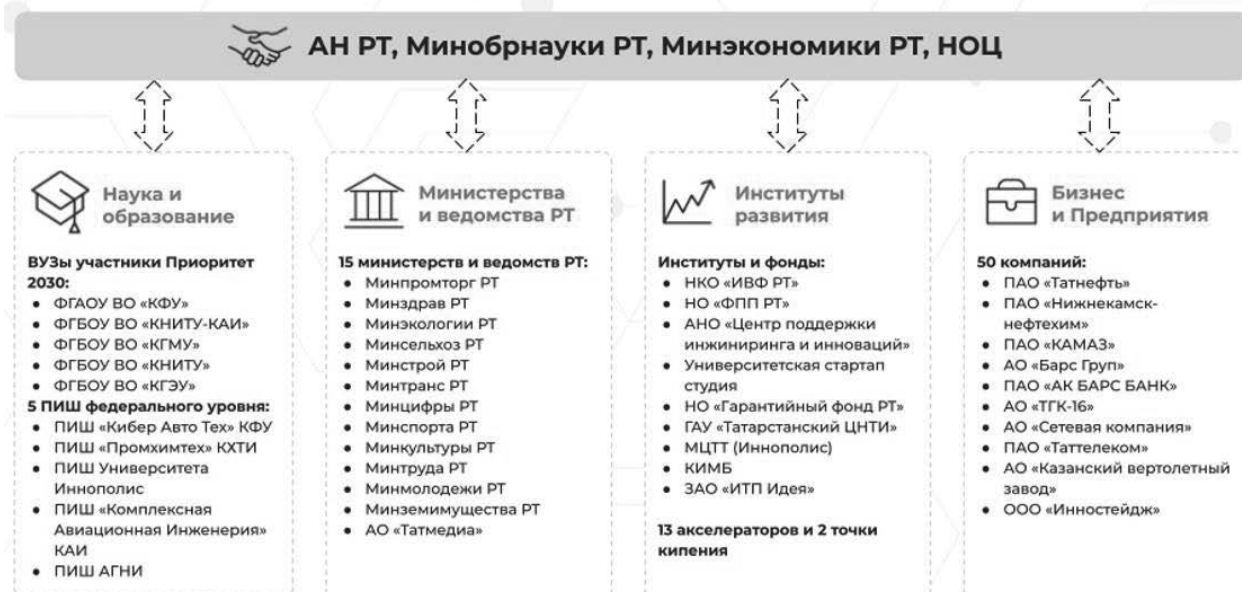 АН РТ, Минобрнауки РТ, Минэкономики РТ, НОЦ
Наука и
образование
ВУЗы участники Приоритет
2030:
• ФГАОУ ВО «КФУ»
• ФГБОУ ВО «КНИТУ-КАИ»
• ФГБОУ ВО «КГМУ»
• ФГБОУ ВО «КНИТУ»
• ФГБОУ ВО «КГЭУ»
5 ПИШ федерального уровня:
• ПИШ «Кибер Авто Тех» КФУ
• ПИШ «Промхимтех» КХТИ
• ПИШ Университета
Иннополис
• ПИШ «Комплексная
Авиационная Инженерия»
КАИ
• ПИШ АГНИ
Министерства
и ведомства РТ
15 министерств и ведомств РТ:
• Минпромторг РТ
• Минздрав РТ
• Минэкологии РТ
• Минсельхоз РТ
• Минстрой РТ
• Минтранс РТ
• Минцифры РТ
• Минспорта РТ
• Минкультуры РТ
• Минтруда РТ
• Минмолодежи РТ
• Минземимущества РТ
• АО «Татмедиа»
Институты
развития
Институты и фонды:
• НКО «ИВФ РТ»
• НО «ФПП РТ»
• АНО «Центр поддержки
инжиниринга и инноваций»
• Университетская стартап
студия
• НО «Гарантийный фонд РТ»
• ГАУ «Татарстанский ЦНТИ»
• МЦТТ (Иннополис)
• КИМБ
• ЗАО «ИТП Идея»
13 акселераторов и 2 точки
кипения
Бизнес
и Предприятия
50 компаний:
• ПАО «Татнефть»
• ПАО «Нижнекамск-
нефтехим»
• ПАО «КАМАЗ»
• АО «Барс Груп»
• ПАО «АК БАРС БАНК»
• АО «ТГК-16»
• АО «Сетевая компания»
• ПАО «Таттелеком»
• АО «Казанский вертолетный
завод»
• ООО «Инностейдж»